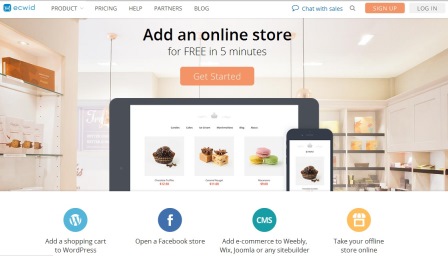 ecwid PRODUCT PRICING HELP PARTNERS BLOG Chat with sales SIGN UP LOG IN
Add an online store
for FREE in 5 minutes
Get Started
CMS
Add a shopping cart
to WordPress
Open a Facebook store
Add e-commerce to Weebly,
Wix, Joomla or any sitebuilder
Take your offline
store online